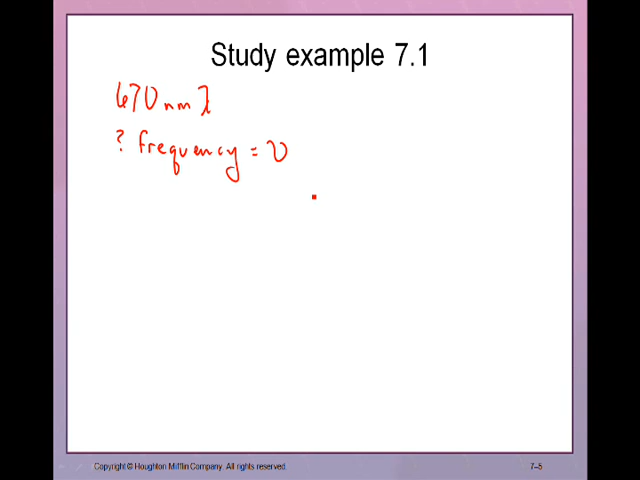 Study example 7.1
670 nm λ
? frequency = ν
Copyright © Houghton Mifflin Company. All rights reserved.
7–5